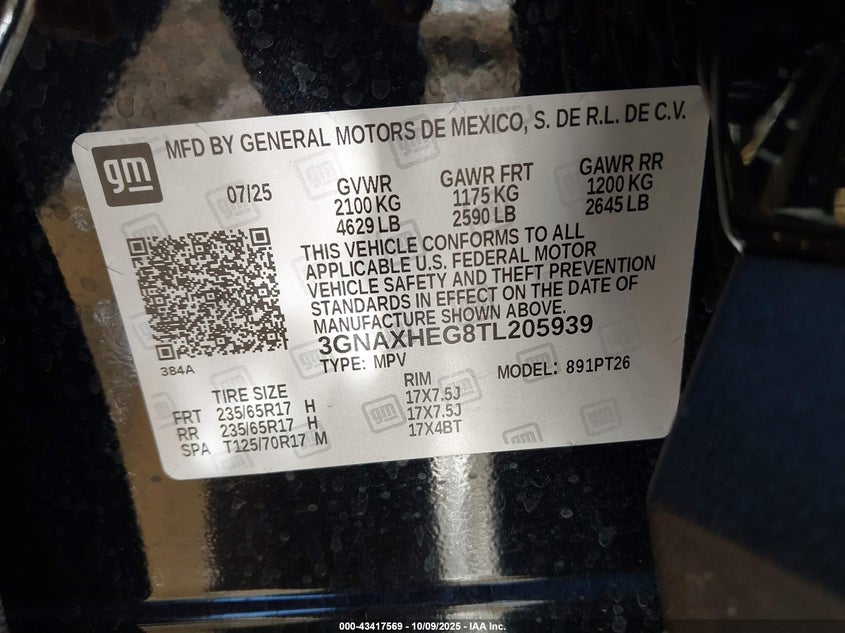 gm
MFD BY GENERAL MOTORS DE MEXICO, S. DE R.L. DE C.V.
07/25
GVWR
2100 KG
4629 LB
GAWR FRT
1175 KG
2590 LB
GAWR RR
1200 KG
2645 LB
THIS VEHICLE CONFORMS TO ALL
APPLICABLE U.S. FEDERAL MOTOR
VEHICLE SAFETY AND THEFT PREVENTION
STANDARDS IN EFFECT ON THE DATE OF
MANUFACTURE SHOWN ABOVE.
3GNAXHEG8TL205939
384A
TYPE: MPV
MODEL: 891PT26
TIRE SIZE
RIM
FRT 235/65R17 H 17X7.5J
RR 235/65R17 H 17X7.5J
SPA T125/70R17 M 17X4BT
000-43417569 - 10/09/2025 - IAA Inc.